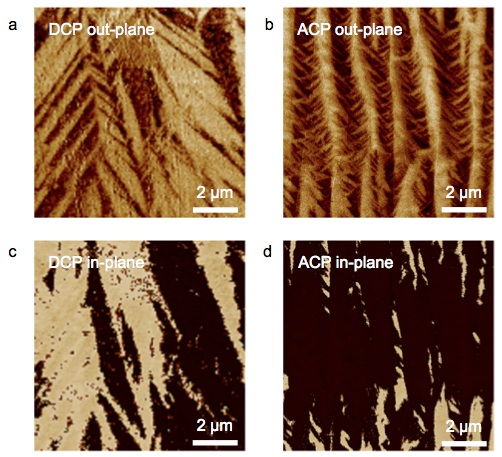 a
DCP out-plane
2 μm
b
ACP out-plane
2 μm
c
DCP in-plane
2 μm
d
ACP in-plane
2 μm